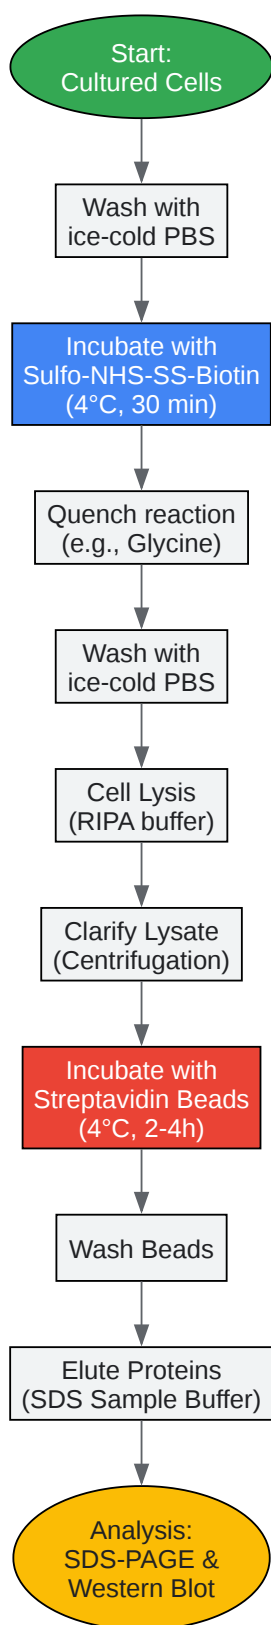 Start:
Cultured Cells
Wash with
ice-cold PBS
Incubate with
Sulfo-NHS-SS-Biotin
(4°C, 30 min)
Quench reaction
(e.g., Glycine)
Wash with
ice-cold PBS
Cell Lysis
(RIPA buffer)
Clarify Lysate
(Centrifugation)
Incubate with
Streptavidin Beads
(4°C, 2-4h)
Wash Beads
Elute Proteins
(SDS Sample Buffer)
Analysis:
SDS-PAGE &
Western Blot